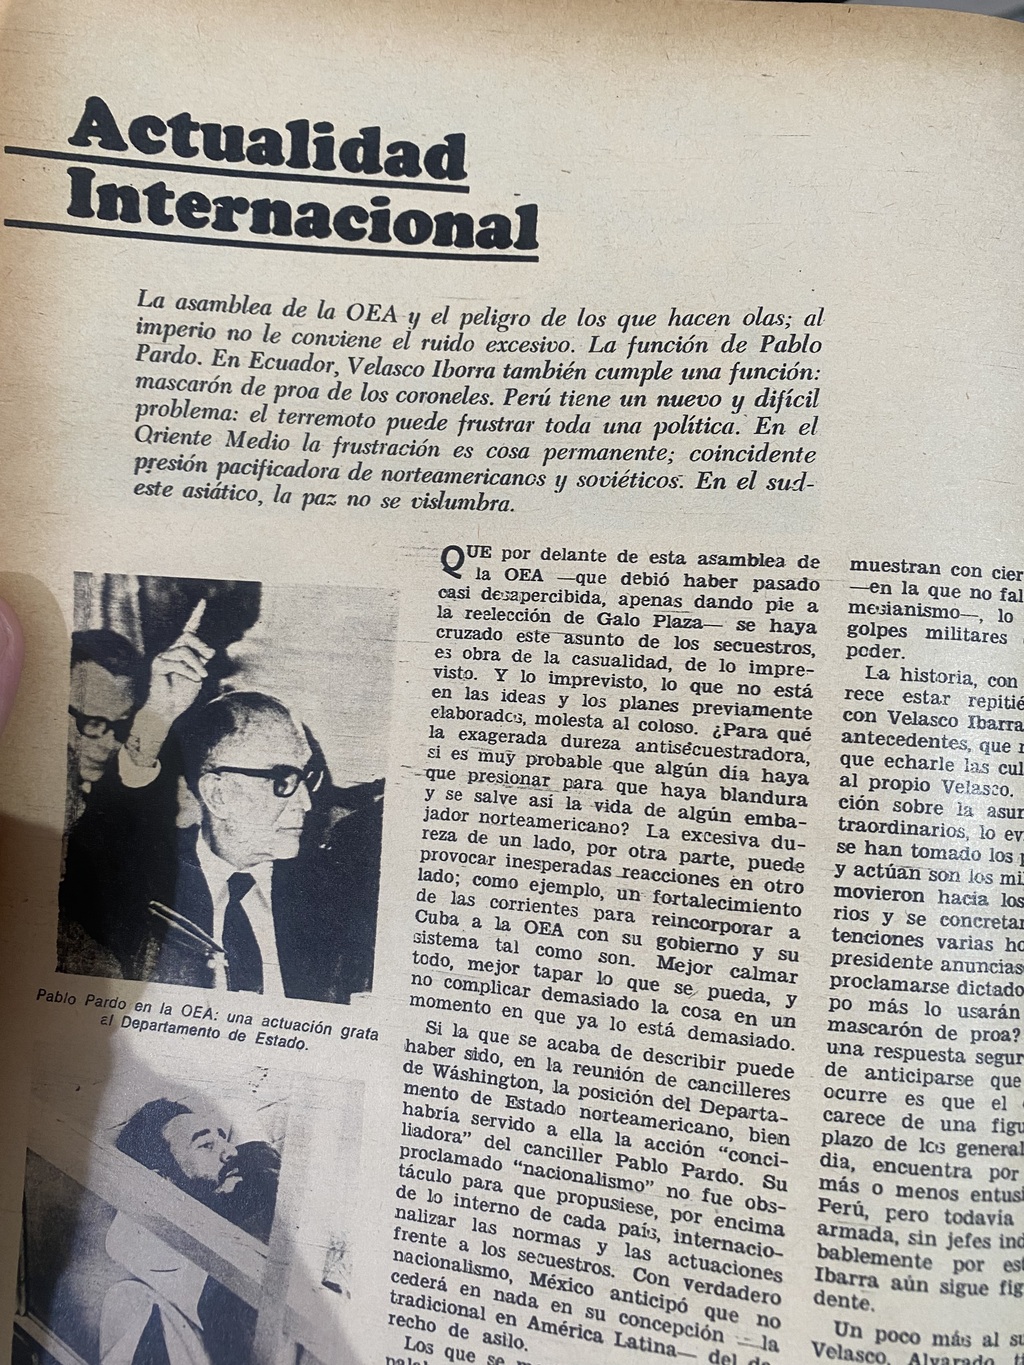 Actualidad
Internacional
La asamblea de la OEA y el peligro de los que hacen olas; al
imperio no le conviene el ruido excesivo. La función de Pablo
Pardo. En Ecuador, Velasco Iborra también cumple una función:
mascarón de proa de los coroneles. Perú tiene un nuevo y difícil
problema: el terremoto puede frustrar toda una política. En el
Oriente Medio la frustración es cosa permanente; coincidente
presión pacificadora de norteamericanos y soviéticos. En el sud-
este asiático, la paz no se vislumbra.
Pablo Pardo en la OEA: una actuación grata
al Departamento de Estado.
QUE por delante de esta asamblea de
la OEA —que debió haber pasado
casi desapercibida, apenas dando pie a
la reelección de Galo Plaza— se haya
cruzado este asunto de los secuestros,
es obra de la casualidad, de lo impre-
visto. Y lo imprevisto, lo que no está
en las ideas y los planes previamente
elaborados, molesta al coloso. ¿Para qué
la exagerada dureza antisecuestradora,
si es muy probable que algún día haya
que presionar para que haya blandura
y se salve así la vida de algún emba-
jador norteamericano? La excesiva du-
reza de un lado, por otra parte, puede
provocar inesperadas reacciones en otro
lado; como ejemplo, un fortalecimiento
de las corrientes para reincorporar a
Cuba a la OEA con su gobierno y su
sistema tal como son. Mejor calmar
todo, mejor tapar lo que se pueda, y
no complicar demasiado la cosa en un
momento en que ya lo está demasiado.
Si la que se acaba de describir puede
haber sido, en la reunión de cancilleres
de Wáshington, la posición del Departa-
mento de Estado norteamericano, bien
habría servido a ella la acción "conci-
liadora" del canciller Pablo Pardo. Su
proclamado "nacionalismo" no fue obs-
táculo para que propusiese, por encima
de lo interno de cada país, internacio-
nalizar las normas y las actuaciones
frente a los secuestros. Con verdadero
nacionalismo, México anticipó que no
cederá en nada en su concepción —la
tradicional en América Latina— del de-
recho de asilo.
Los que se
muestran con cier
—en la que no fal
mesianismo—, lo
golpes militares
poder.
La historia, con
rece estar repitié
con Velasco Ibarra
antecedentes, que
que echarle las cul
al propio Velasco.
ción sobre la asun
traordinarios, lo ev
se han tomado los
y actúan son los mil
movieron hacia los
rios y se concretar
tenciones varias ho
presidente anuncias
proclamarse dictado
po más lo usarán
mascarón de proa?
una respuesta segur
de anticiparse que
ocurre es que el
carece de una figu
plazo de los general
dia, encuentra por
más o menos entusi
Perú, pero todavía
armada, sin jefes ind
bablemente por est
Ibarra aún sigue fig
dente.
Un poco más al su
Velasco, Alvarado,